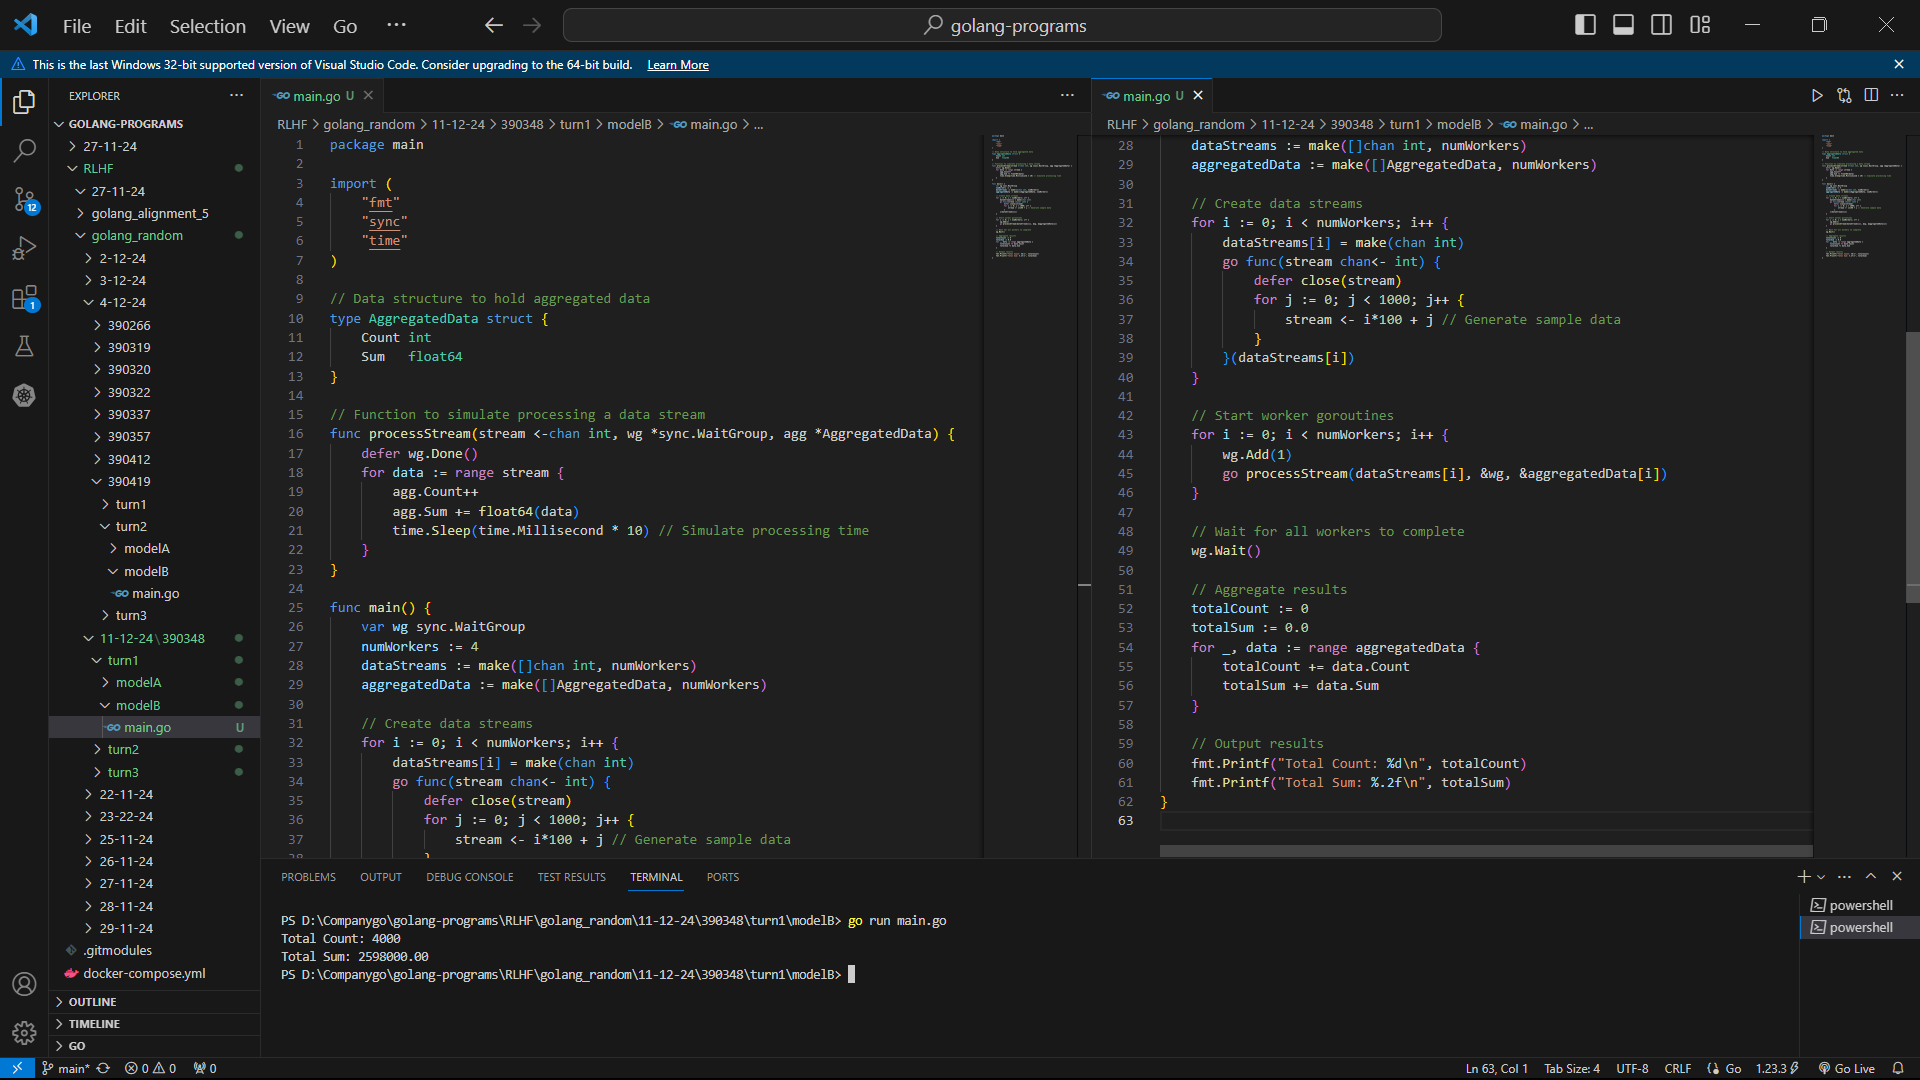 File Edit Selection View Go ···
golang-programs
This is the last Windows 32-bit supported version of Visual Studio Code. Consider upgrading to the 64-bit build. Learn More
EXPLORER
GOLANG-PROGRAMS
27-11-24
RLHF
27-11-24
golang_alignment_5
golang_random
2-12-24
3-12-24
4-12-24
390266
390319
390320
390322
390337
390357
390412
390419
turn1
turn2
modelA
modelB
main.go
turn3
11-12-24\390348
turn1
modelA
modelB
main.go U
turn2
turn3
22-11-24
23-22-24
25-11-24
26-11-24
27-11-24
28-11-24
29-11-24
.gitmodules
docker-compose.yml
OUTLINE
TIMELINE
GO
12
1
main.go U
RLHF > golang_random > 11-12-24 > 390348 > turn1 > modelB > main.go > ...
1 package main
2
3 import (
4 "fmt"
5 "sync"
6 "time"
7 )
8
9 // Data structure to hold aggregated data
10 type AggregatedData struct {
11 Count int
12 Sum float64
13 }
14
15 // Function to simulate processing a data stream
16 func processStream(stream <-chan int, wg *sync.WaitGroup, agg *AggregatedData) {
17 defer wg.Done()
18 for data := range stream {
19 agg.Count++
20 agg.Sum += float64(data)
21 time.Sleep(time.Millisecond * 10) // Simulate processing time
22 }
23 }
24
25 func main() {
26 var wg sync.WaitGroup
27 numWorkers := 4
28 dataStreams := make([]chan int, numWorkers)
29 aggregatedData := make([]AggregatedData, numWorkers)
30
31 // Create data streams
32 for i := 0; i < numWorkers; i++ {
33 dataStreams[i] = make(chan int)
34 go func(stream chan<- int) {
35 defer close(stream)
36 for j := 0; j < 1000; j++ {
37 stream <- i*100 + j // Generate sample data
38 }
main.go U
RLHF > golang_random > 11-12-24 > 390348 > turn1 > modelB > main.go > ...
28 dataStreams := make([]chan int, numWorkers)
29 aggregatedData := make([]AggregatedData, numWorkers)
30
31 // Create data streams
32 for i := 0; i < numWorkers; i++ {
33 dataStreams[i] = make(chan int)
34 go func(stream chan<- int) {
35 defer close(stream)
36 for j := 0; j < 1000; j++ {
37 stream <- i*100 + j // Generate sample data
38 }
39 }(dataStreams[i])
40 }
41
42 // Start worker goroutines
43 for i := 0; i < numWorkers; i++ {
44 wg.Add(1)
45 go processStream(dataStreams[i], &wg, &aggregatedData[i])
46 }
47
48 // Wait for all workers to complete
49 wg.Wait()
50
51 // Aggregate results
52 totalCount := 0
53 totalSum := 0.0
54 for _, data := range aggregatedData {
55 totalCount += data.Count
56 totalSum += data.Sum
57 }
58
59 // Output results
60 fmt.Printf("Total Count: %d\n", totalCount)
61 fmt.Printf("Total Sum: %.2f\n", totalSum)
62 }
63
PROBLEMS OUTPUT DEBUG CONSOLE TEST RESULTS TERMINAL PORTS
PS D:\Companygo\golang-programs\RLHF\golang_random\11-12-24\390348\turn1\modelB> go run main.go
Total Count: 4000
Total Sum: 2598000.00
PS D:\Companygo\golang-programs\RLHF\golang_random\11-12-24\390348\turn1\modelB>
powershell
powershell
main* 0 0 0 Ln 63, Col 1 Tab Size: 4 UTF-8 CRLF Go 1.23.3 Go Live